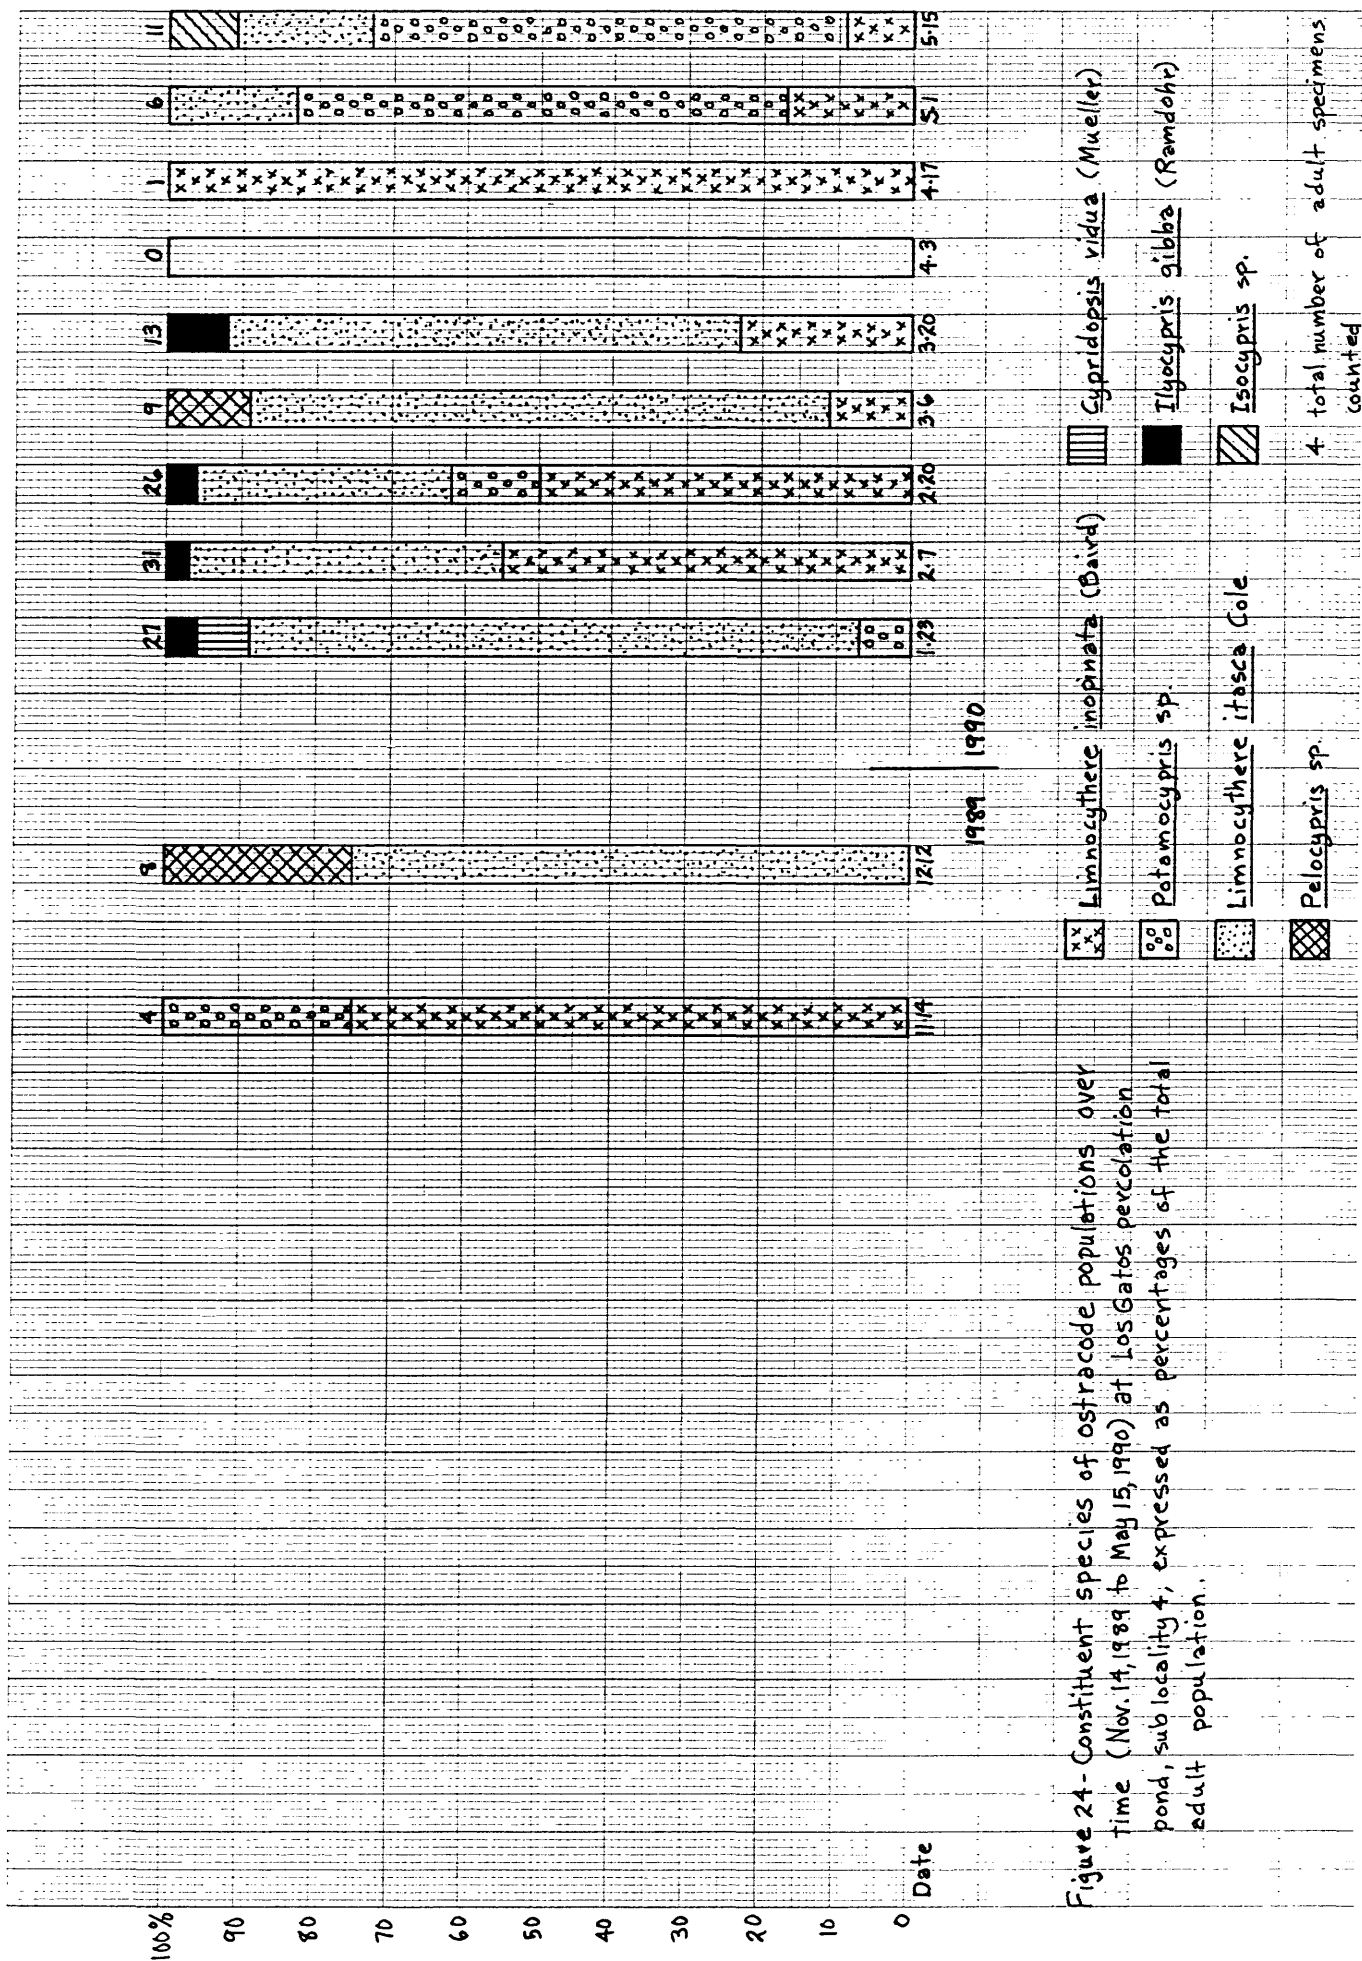 4 8 27 31 26 9 13 0 1 6 11
100%
90
80
70
60
50
40
30
20
10
0
Date 11.14 12.12 1.23 2.7 2.20 3.6 3.20 4.3 4.17 5.1 5.15
1989 1990
Figure 24 - Constituent species of ostracode populations over
time (Nov. 14, 1989 to May 15, 1990) at Los Gatos percolation
pond, sub locality 4, expressed as percentages of the total
adult population.
Limnocythere inopinata (Baird)
Potamocypris sp.
Limnocythere itasca Cole
Pelocypris sp.
Cypridopsis vidua (Mueller)
Ilyocypris gibba (Ramdohr)
Isocypris sp.
4 total number of adult specimens
counted